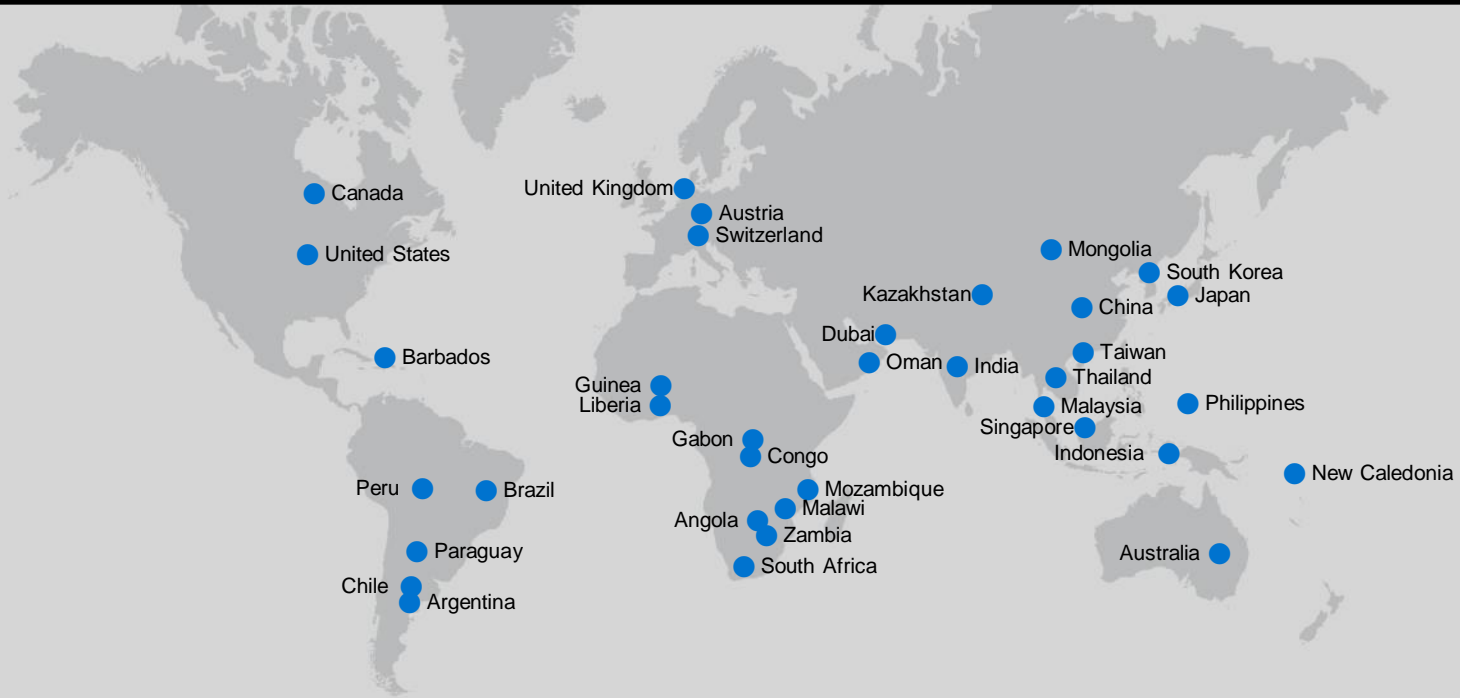 Canada
United States
Barbados
Peru
Brazil
Paraguay
Chile
Argentina
United Kingdom
Austria
Switzerland
Guinea
Liberia
Gabon
Congo
Mozambique
Malawi
Angola
Zambia
South Africa
Mongolia
South Korea
Kazakhstan
Japan
China
Dubai
Taiwan
Oman
India
Thailand
Malaysia
Philippines
Singapore
Indonesia
New Caledonia
Australia